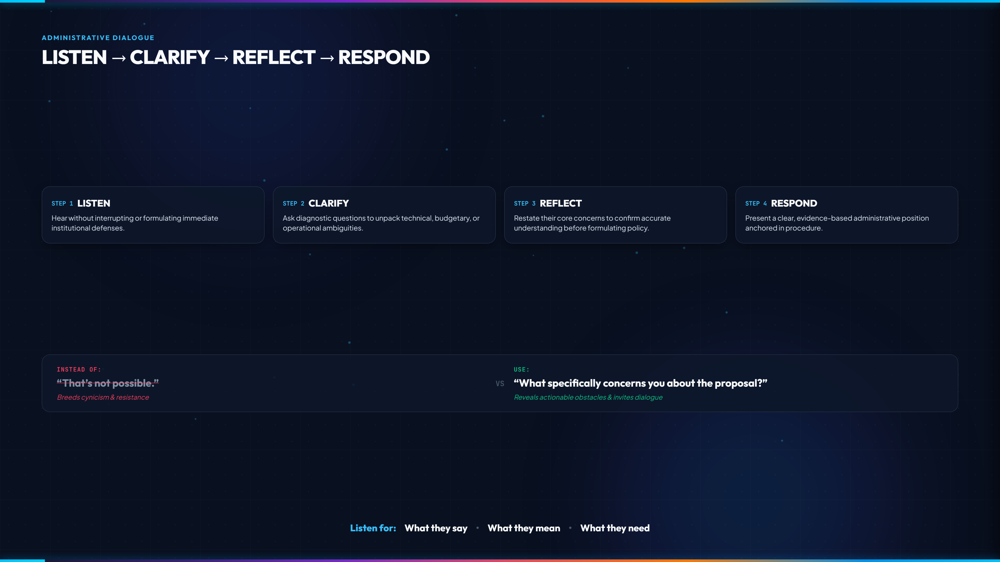 ADMINISTRATIVE DIALOGUE
LISTEN → CLARIFY → REFLECT → RESPOND
STEP 1 LISTEN
Hear without interrupting or formulating immediate
institutional defenses.
STEP 2 CLARIFY
Ask diagnostic questions to unpack technical, budgetary, or
operational ambiguities.
STEP 3 REFLECT
Restate their core concerns to confirm accurate
understanding before formulating policy.
STEP 4 RESPOND
Present a clear, evidence-based administrative position
anchored in procedure.
INSTEAD OF:
“That’s not possible.”
Breeds cynicism & resistance
VS
USE:
“What specifically concerns you about the proposal?”
Reveals actionable obstacles & invites dialogue
Listen for: What they say • What they mean • What they need